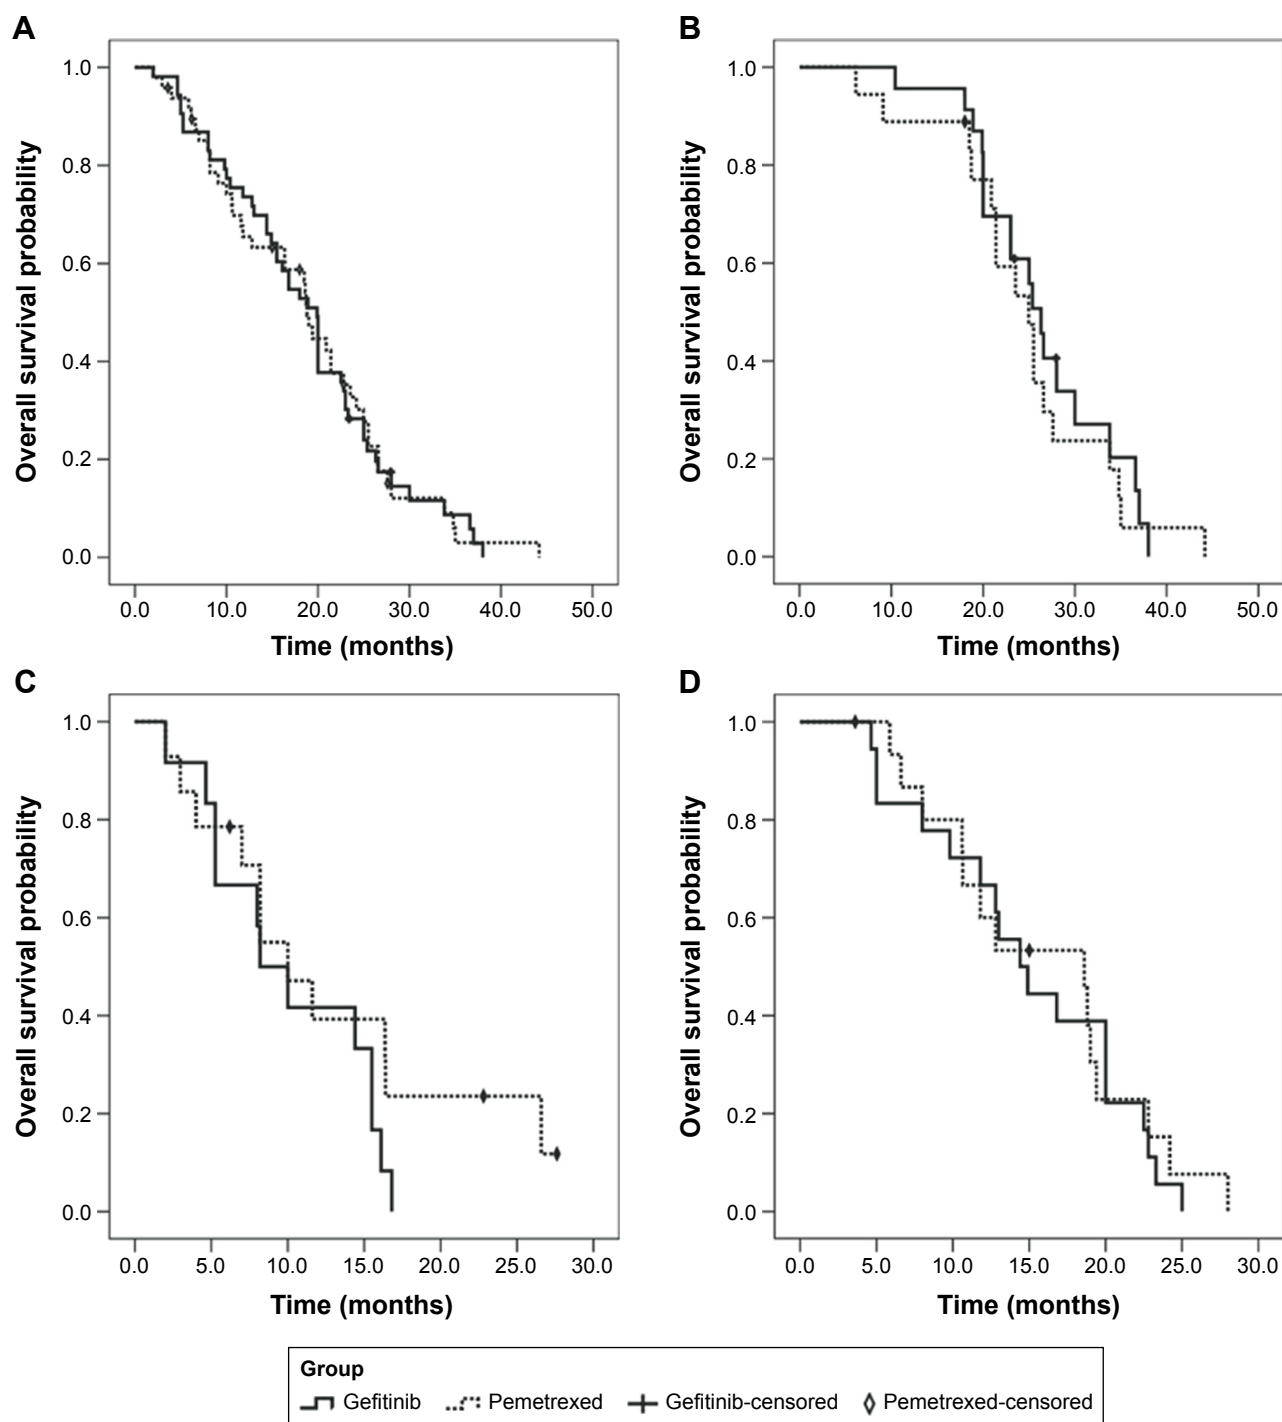 A
Overall survival probability
1.0
0.8
0.6
0.4
0.2
0.0
0.0 10.0 20.0 30.0 40.0 50.0
Time (months)
B
Overall survival probability
1.0
0.8
0.6
0.4
0.2
0.0
0.0 10.0 20.0 30.0 40.0 50.0
Time (months)
C
Overall survival probability
1.0
0.8
0.6
0.4
0.2
0.0
0.0 5.0 10.0 15.0 20.0 25.0 30.0
Time (months)
D
Overall survival probability
1.0
0.8
0.6
0.4
0.2
0.0
0.0 5.0 10.0 15.0 20.0 25.0 30.0
Time (months)
Group
Gefitinib Pemetrexed Gefitinib-censored Pemetrexed-censored